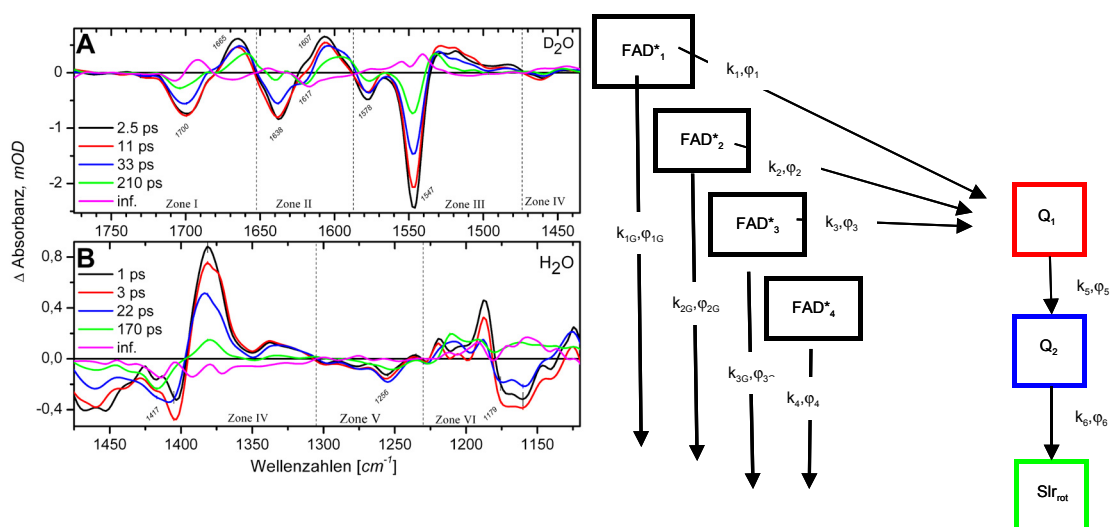 A
D₂O
1665
1607
1700
1638
1617
1578
1547
2.5 ps
11 ps
33 ps
210 ps
inf.
Zone I
Zone II
Zone III
Zone IV
0
-1
-2
1750
1700
1650
1600
1550
1500
1450
Δ Absorbanz, mOD
B
H₂O
1 ps
3 ps
22 ps
170 ps
inf.
0,8
0,4
0,0
-0,4
1417
1256
1179
Zone IV
Zone V
Zone VI
1450
1400
1350
1300
1250
1200
1150
Wellenzahlen [cm⁻¹]
FAD*₁
k₁,φ₁
FAD*₂
k₂,φ₂
FAD*₃
k₃,φ₃
FAD*₄
k₁G,φ₁G
k₂G,φ₂G
k₃G,φ₃
k₄,φ₄
Q₁
k₅,φ₅
Q₂
k₆,φ₆
Slr rot